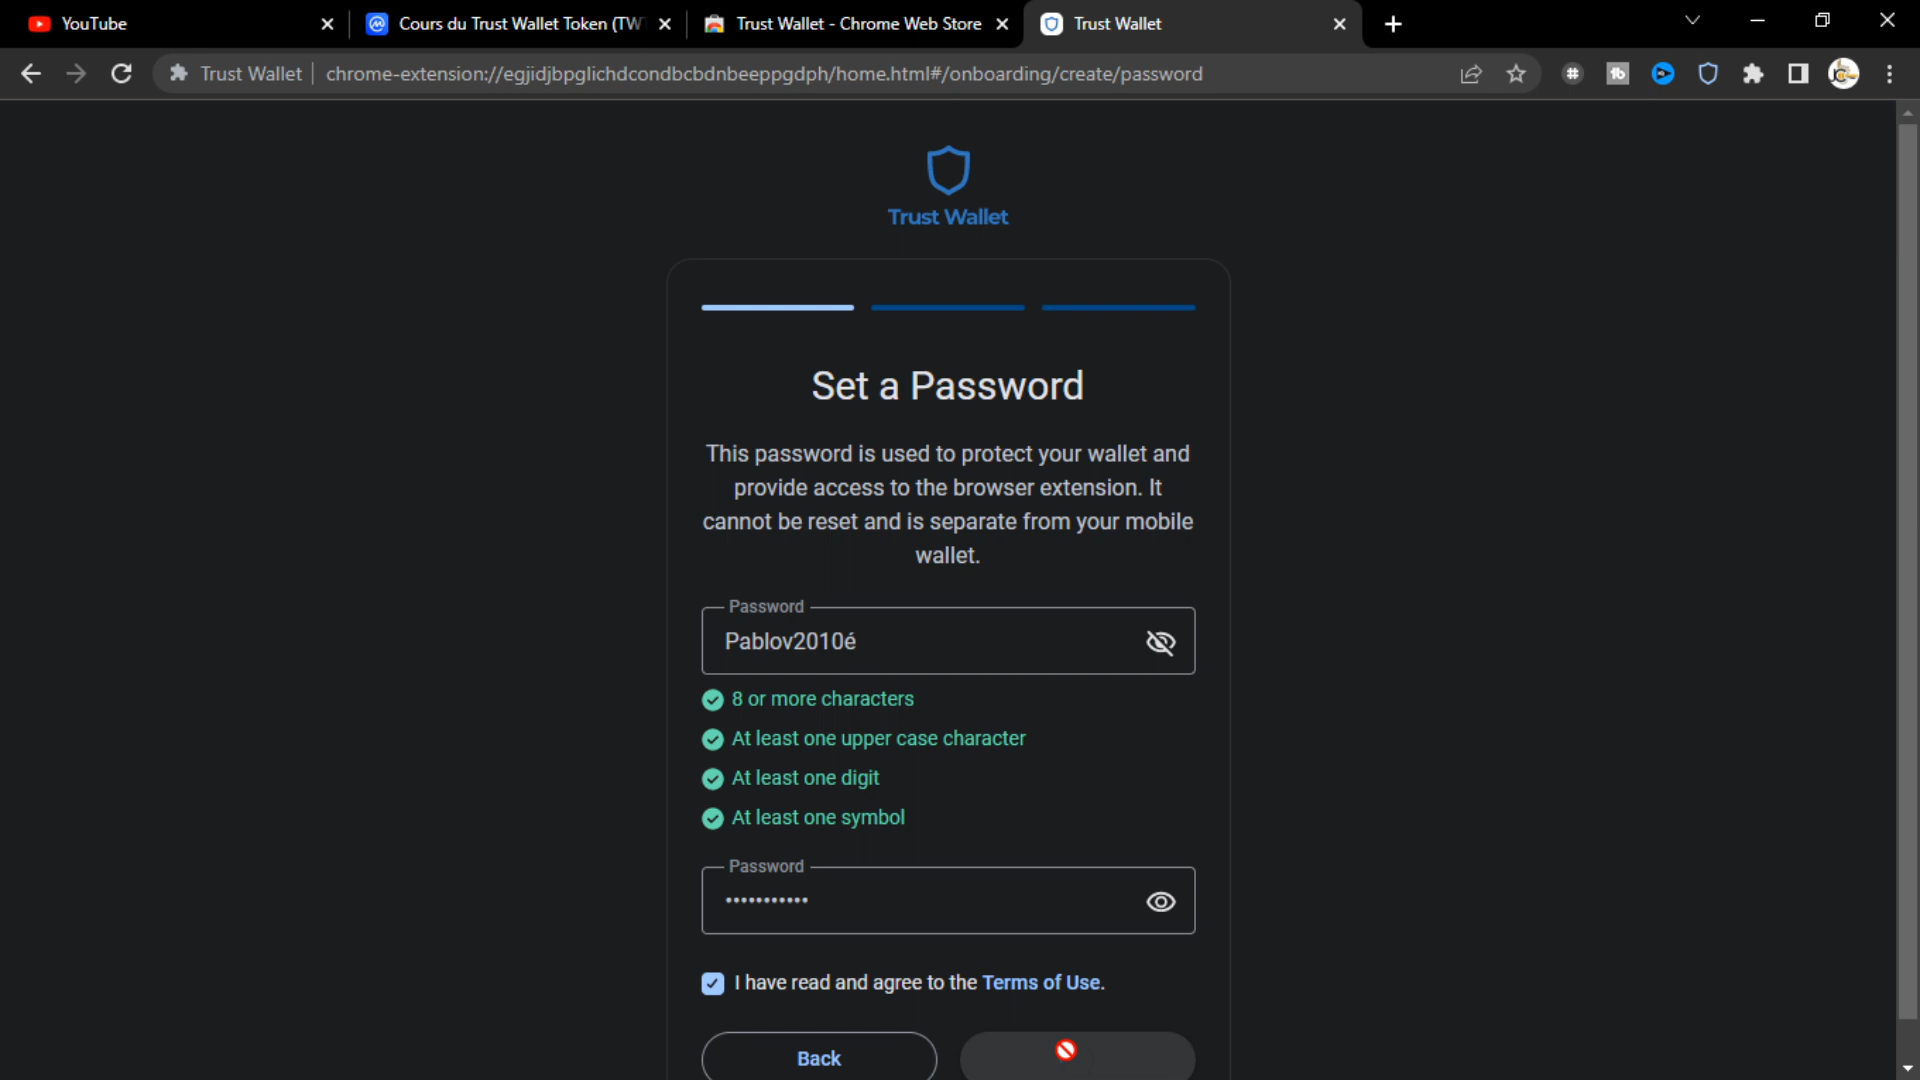 YouTube
Cours du Trust Wallet Token (TW
Trust Wallet - Chrome Web Store
Trust Wallet
Trust Wallet
chrome-extension://egjidjbpglichdcondbcbdnbeeppgdph/home.html#/onboarding/create/password
Trust Wallet
Set a Password
This password is used to protect your wallet and
provide access to the browser extension. It
cannot be reset and is separate from your mobile
wallet.
Password
Pablov2010é
8 or more characters
At least one upper case character
At least one digit
At least one symbol
Password
•••••••••••
I have read and agree to the Terms of Use.
Back